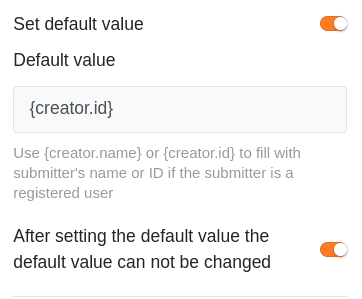 Set default value
Default value
{creator.id}
Use {creator.name} or {creator.id} to fill with
submitter's name or ID if the submitter is a
registered user
After setting the default value the
default value can not be changed